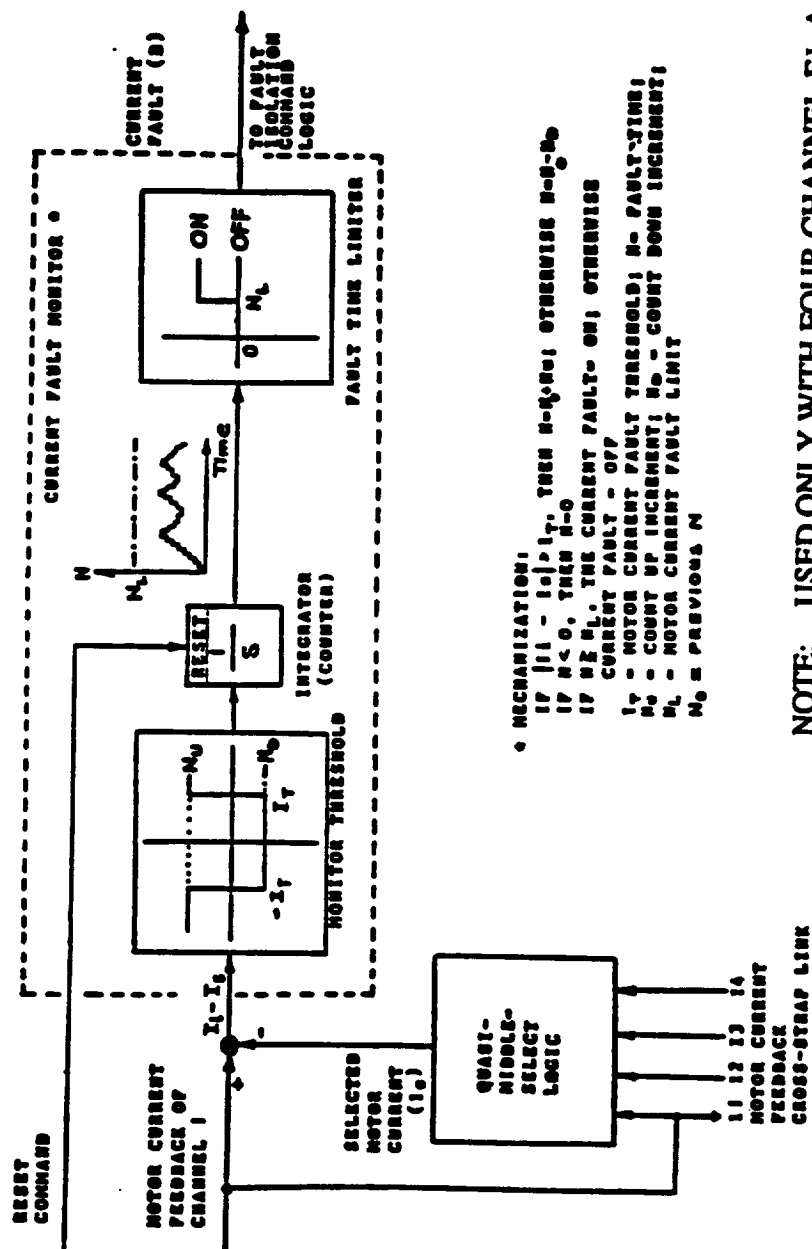 RESET
COMMAND
MOTOR CURRENT
FEEDBACK OF
CHANNEL I
CURRENT FAULT MONITOR *
CURRENT
FAULT (B)
TO FAULT
ISOLATION
COMMAND
LOGIC
Ii-Is
+
-
NU
ND
-IT
IT
MONITOR THRESHOLD
RESET
1
S
INTEGRATOR
(COUNTER)
N
NL
Time
ON
OFF
0
NL
FAULT TIME LIMITER
SELECTED
MOTOR
CURRENT
(Is)
QUASI-
MIDDLE-
SELECT
LOGIC
I1 I2 I3 I4
MOTOR CURRENT
FEEDBACK
CROSS-STRAP LINK
* MECHANIZATION:
IF |Ii - Is| > IT, THEN N=No+NU; OTHERWISE N=No-ND
IF N < 0, THEN N=0
IF N ≥ NL, THE CURRENT FAULT= ON; OTHERWISE
CURRENT FAULT = OFF
IT = MOTOR CURRENT FAULT THRESHOLD; N= FAULT TIME;
NU = COUNT UP INCREMENT; ND = COUNT DOWN INCREMENT;
NL = MOTOR CURRENT FAULT LIMIT
No = PREVIOUS N
NOTE: USED ONLY WITH FOUR CHANNEL